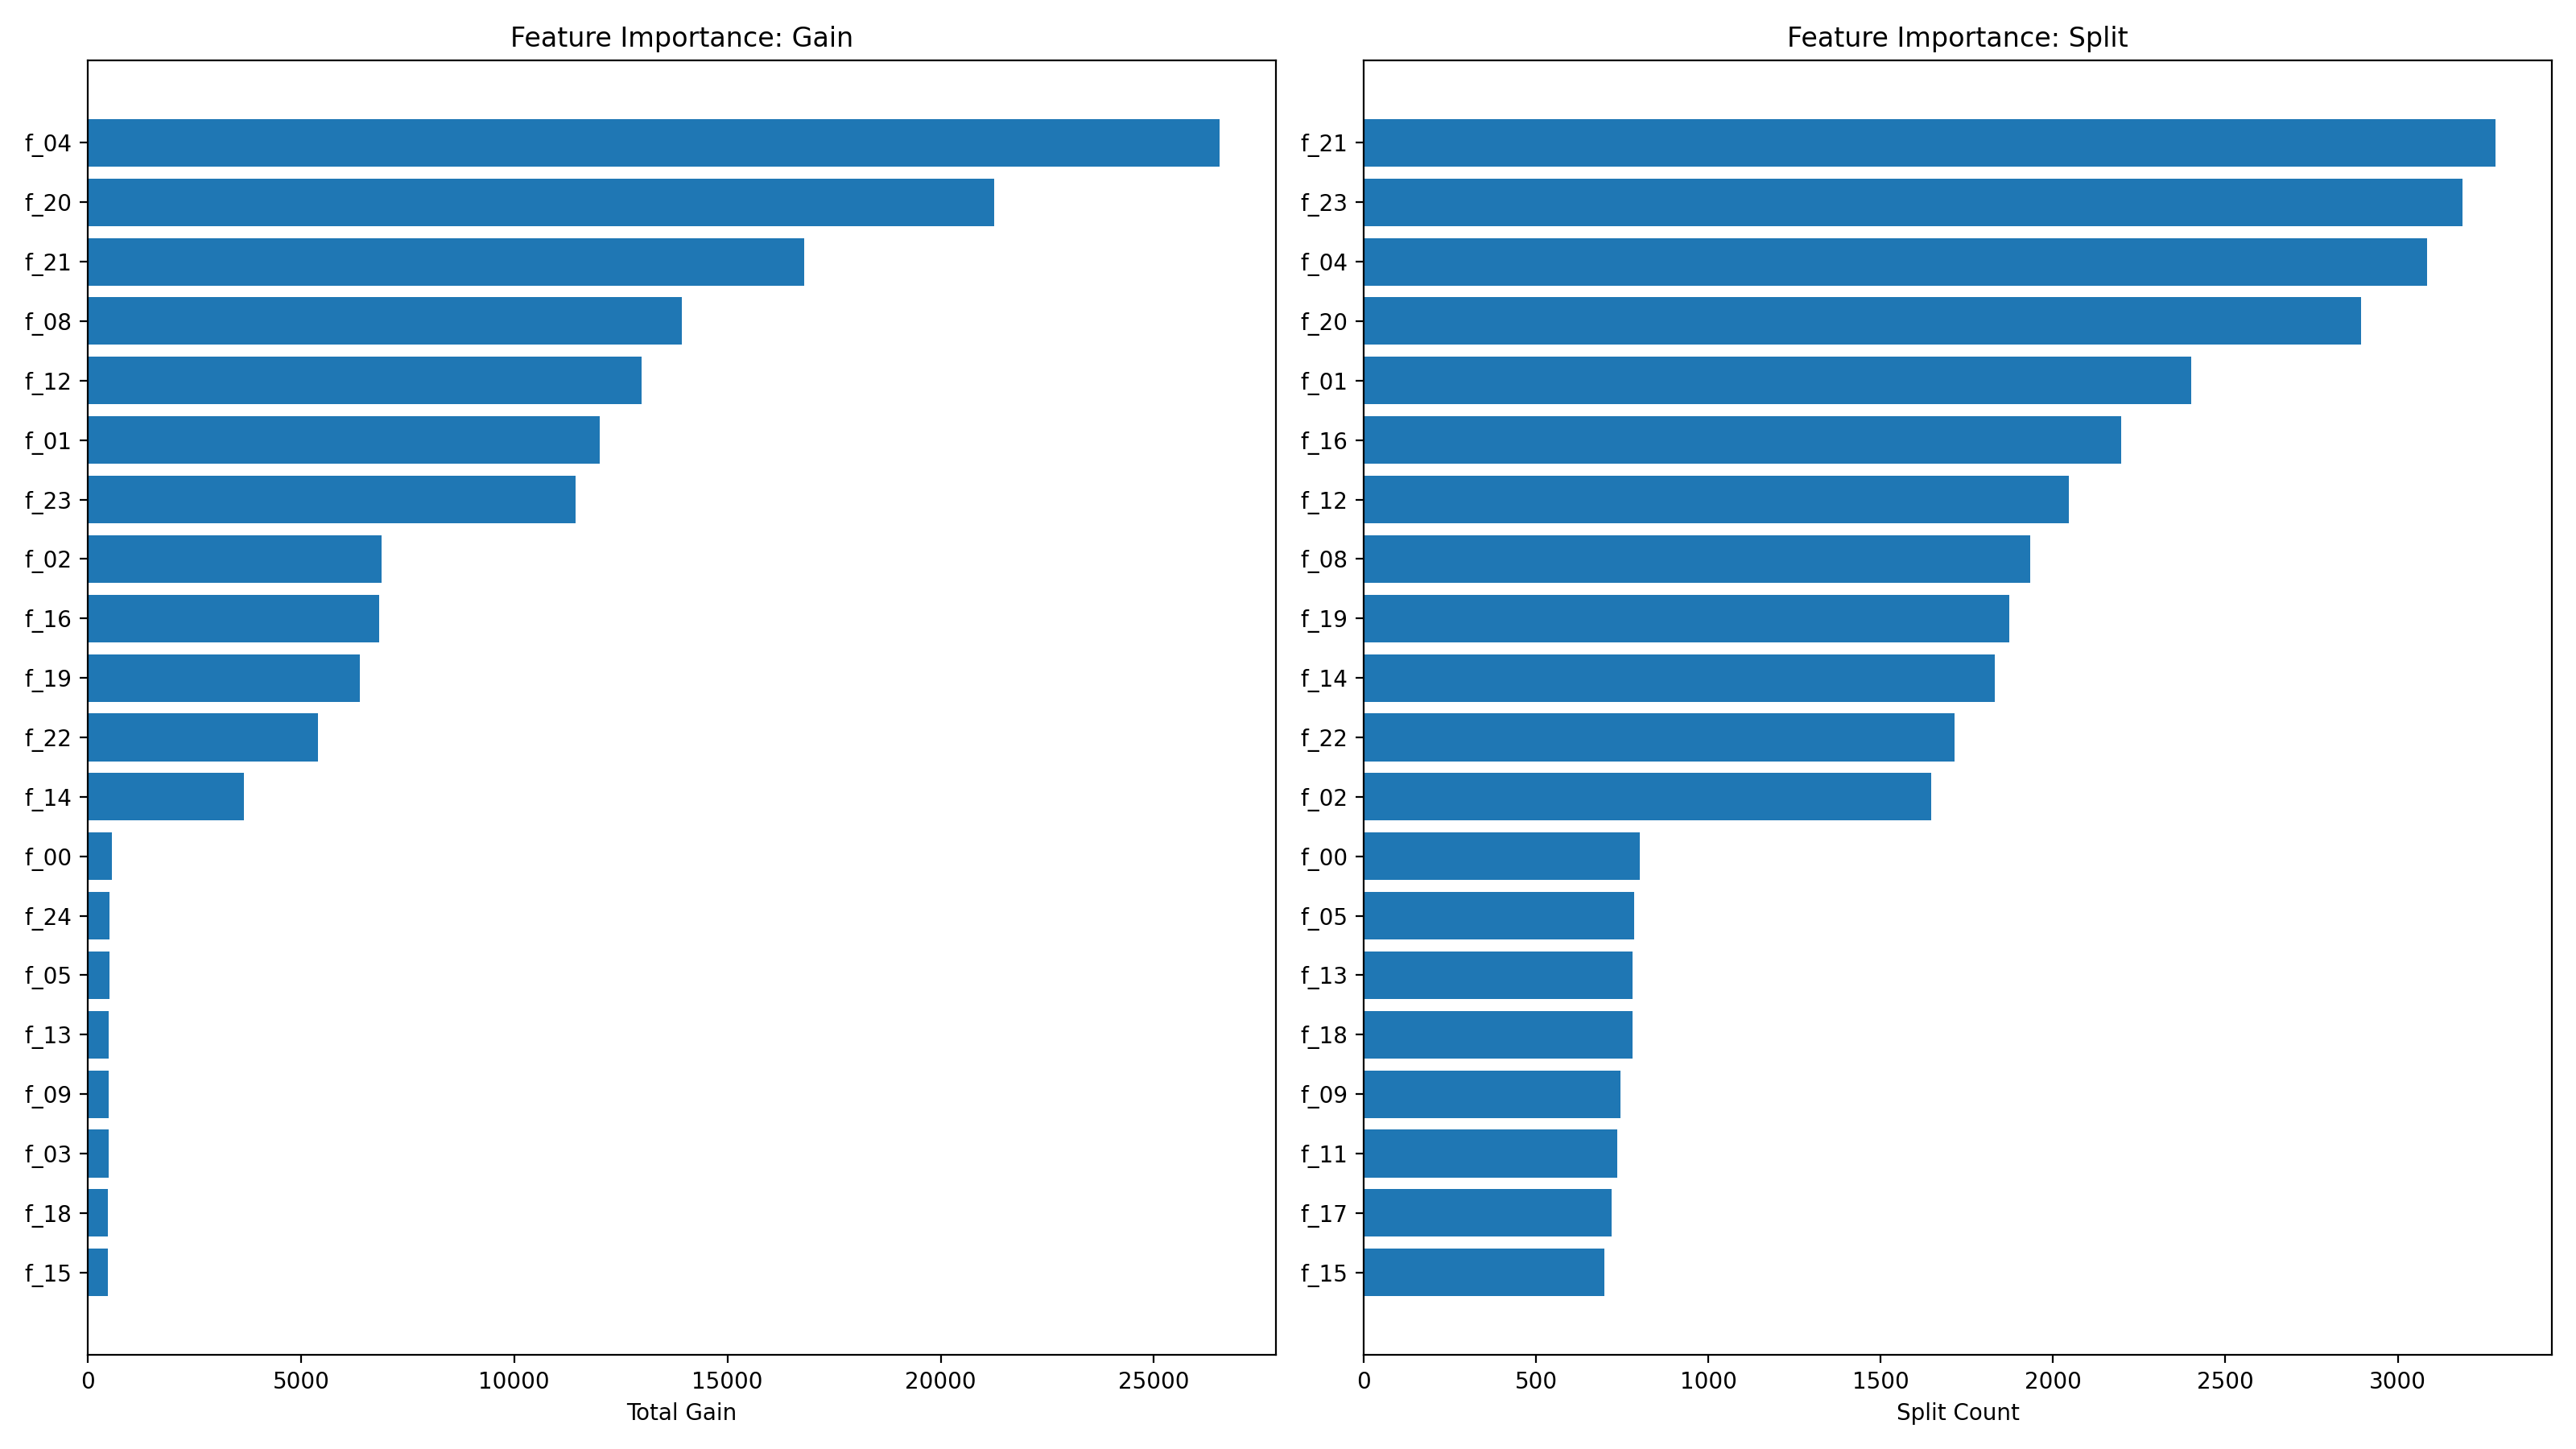 Feature Importance: Gain
f_04
f_20
f_21
f_08
f_12
f_01
f_23
f_02
f_16
f_19
f_22
f_14
f_00
f_24
f_05
f_13
f_09
f_03
f_18
f_15
0 5000 10000 15000 20000 25000
Total Gain
Feature Importance: Split
f_21
f_23
f_04
f_20
f_01
f_16
f_12
f_08
f_19
f_14
f_22
f_02
f_00
f_05
f_13
f_18
f_09
f_11
f_17
f_15
0 500 1000 1500 2000 2500 3000
Split Count